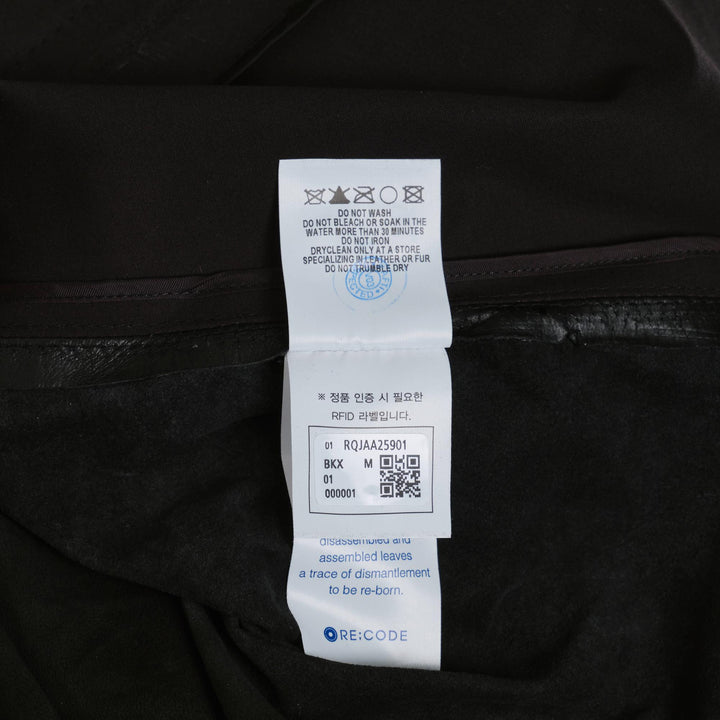 DO NOT WASH
DO NOT BLEACH OR SOAK IN THE
WATER MORE THAN 30 MINUTES
DO NOT IRON
DRYCLEAN ONLY AT A STORE
SPECIALIZING IN LEATHER OR FUR
DO NOT TRUMBLE DRY
※ 정품 인증 시 필요한
RFID 라벨입니다.
01 RQJAA25901
BKX M
01
000001
disassembled and
assembled leaves
a trace of dismantlement
to be re-born.
RE;CODE